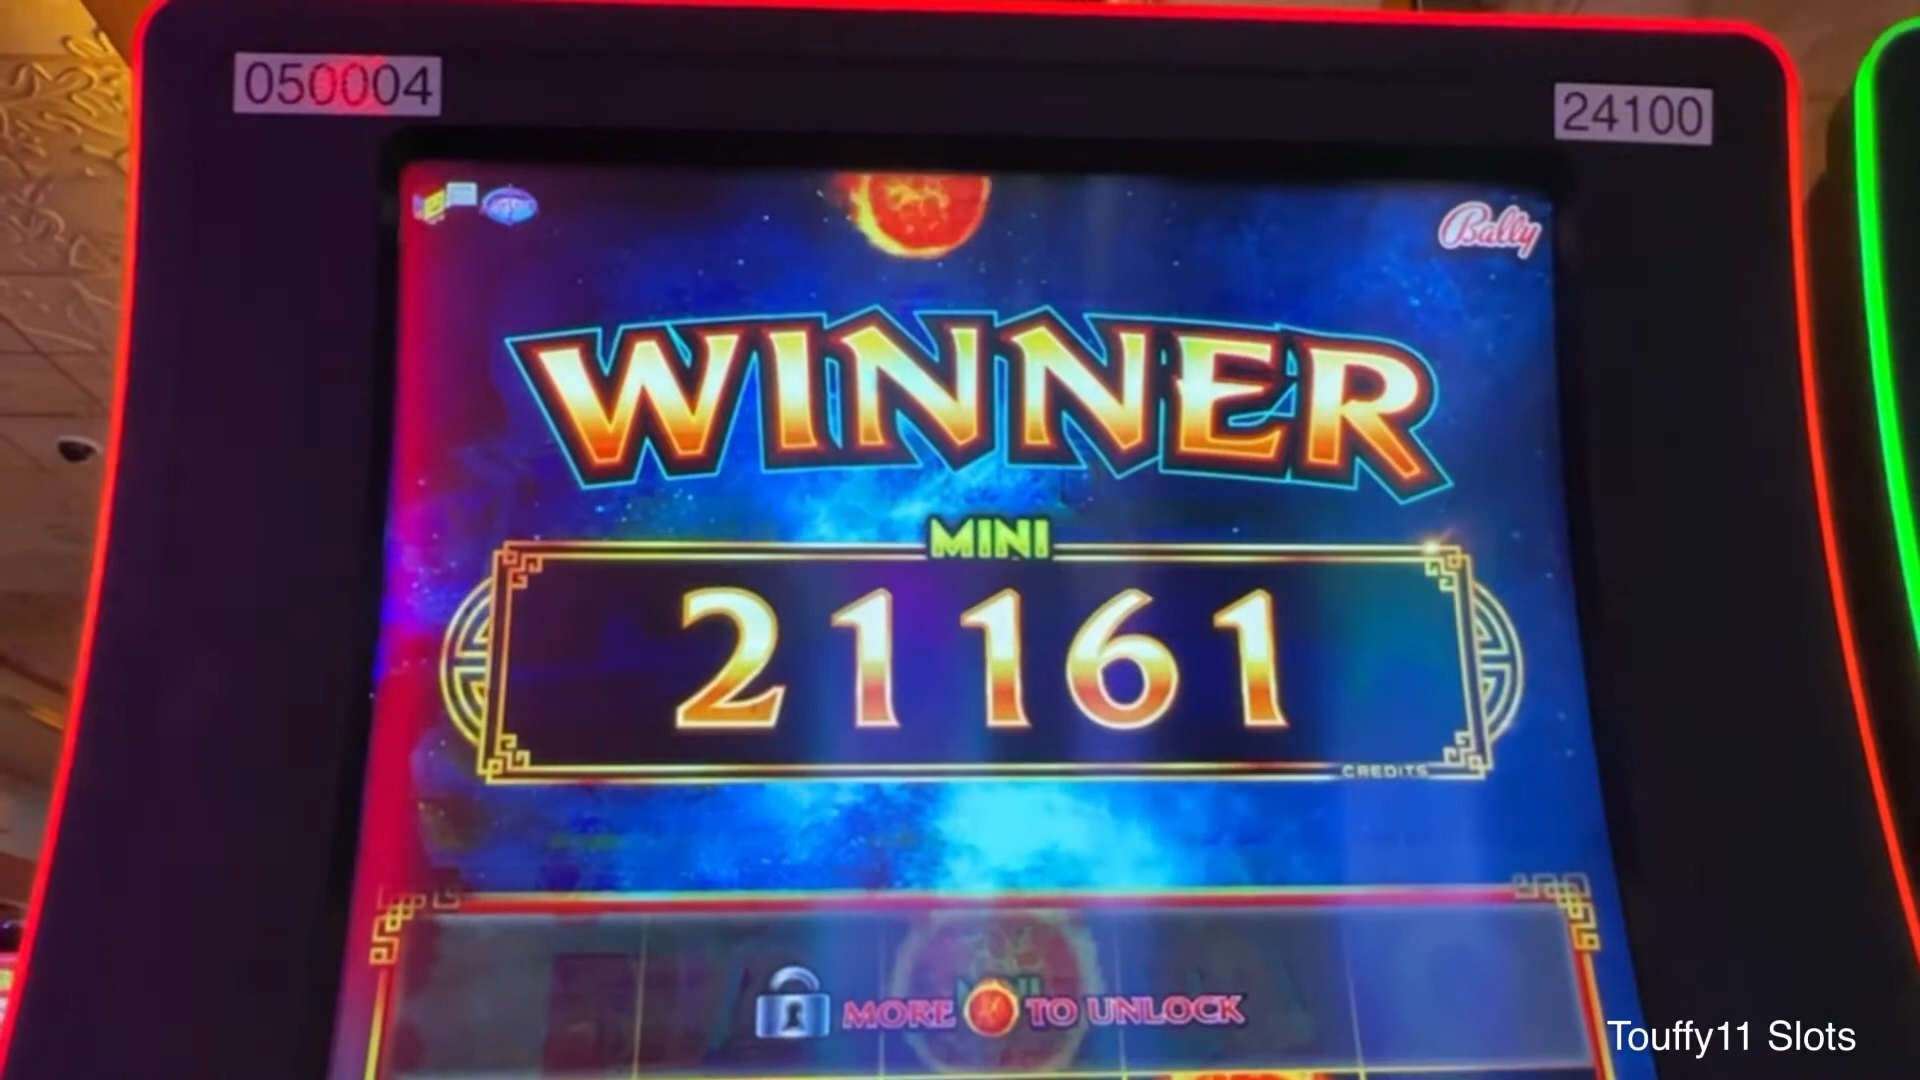 050004
24100
Bally
WINNER
MINI
21161
CREDITS
MORE TO UNLOCK
Touffy11 Slots